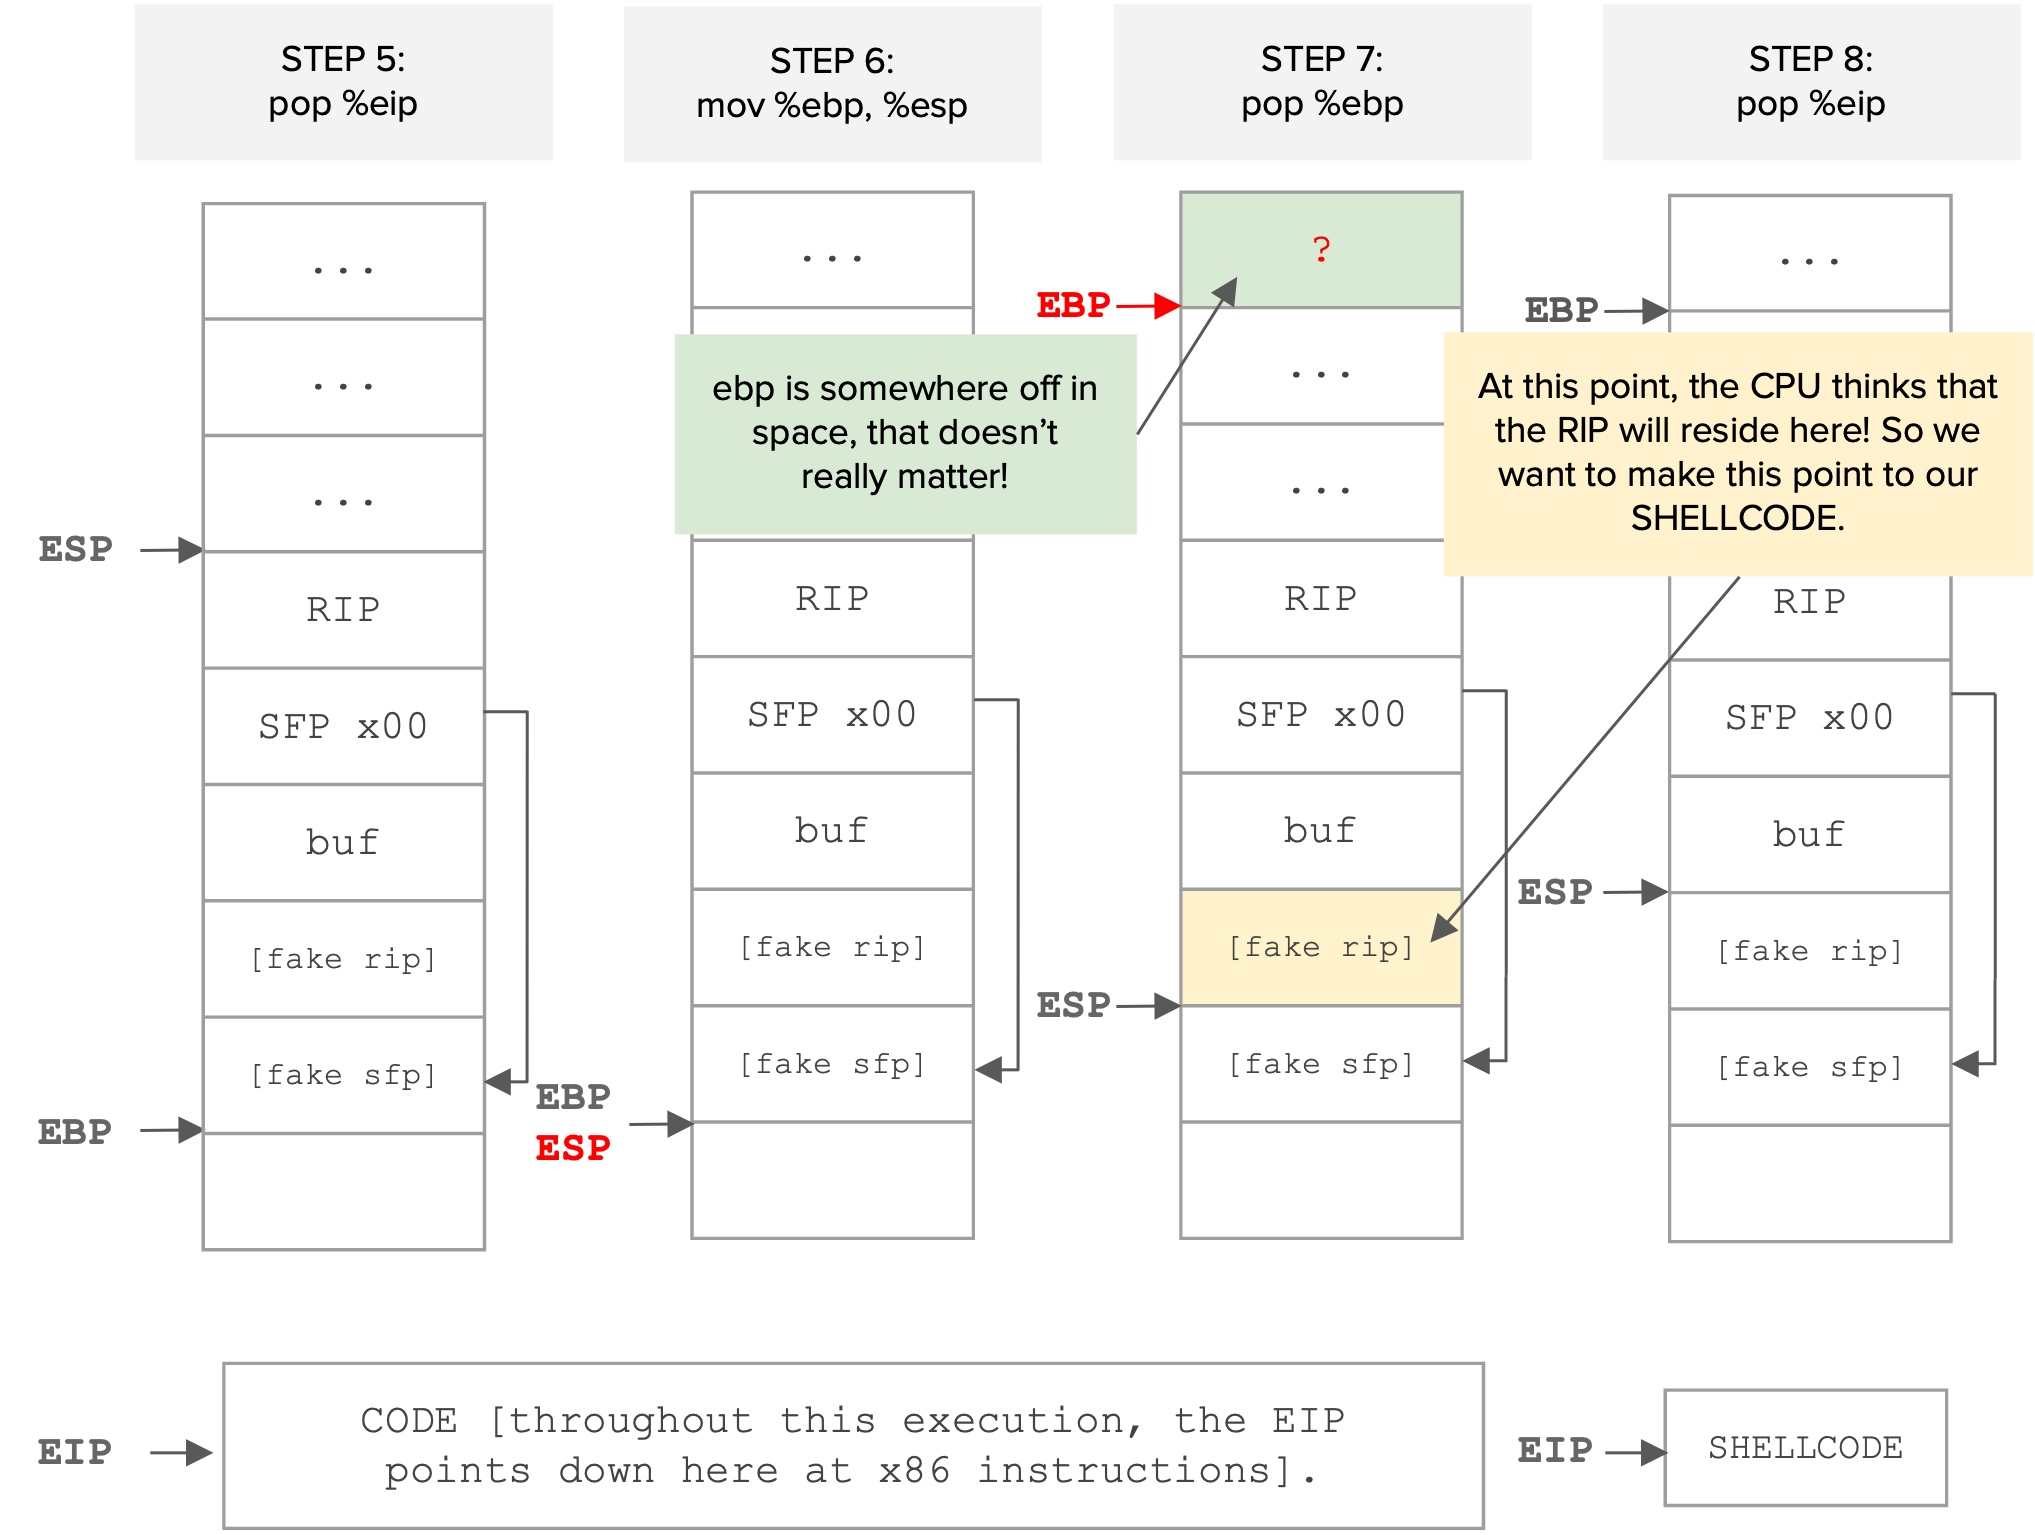 STEP 5:
pop %eip
STEP 6:
mov %ebp, %esp
STEP 7:
pop %ebp
STEP 8:
pop %eip
...
...
...
ESP
RIP
SFP x00
buf
[fake rip]
[fake sfp]
EBP
...
ebp is somewhere off in
space, that doesn't
really matter!
RIP
SFP x00
buf
[fake rip]
[fake sfp]
EBP
ESP
?
EBP
...
...
RIP
SFP x00
buf
[fake rip]
ESP
[fake sfp]
...
EBP
At this point, the CPU thinks that
the RIP will reside here! So we
want to make this point to our
SHELLCODE.
RIP
SFP x00
buf
ESP
[fake rip]
[fake sfp]
EIP
CODE [throughout this execution, the EIP
points down here at x86 instructions].
EIP
SHELLCODE